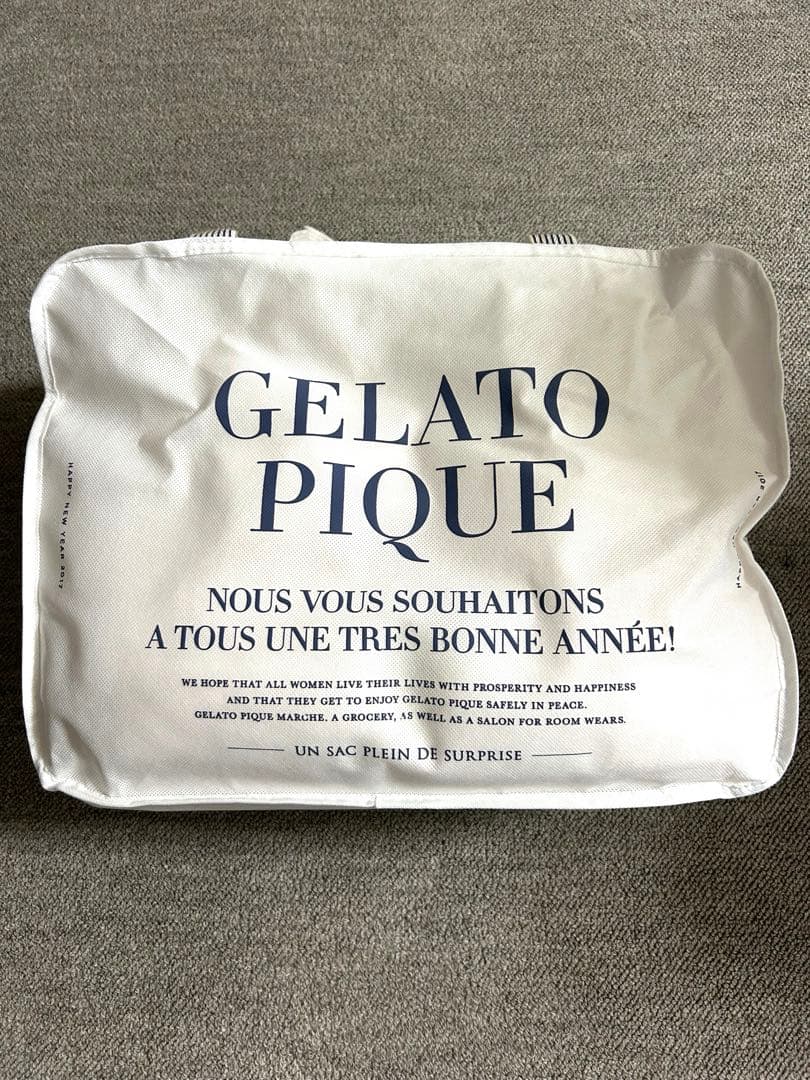 GELATO
PIQUE
NOUS VOUS SOUHAITONS
A TOUS UNE TRES BONNE ANNÉE!
WE HOPE THAT ALL WOMEN LIVE THEIR LIVES WITH PROSPERITY AND HAPPINESS
AND THAT THEY GET TO ENJOY GELATO PIQUE SAFELY IN PEACE.
GELATO PIQUE MARCHE. A GROCERY, AS WELL AS A SALON FOR ROOM WEARS.
UN SAC PLEIN DE SURPRISE
HAPPY NEW YEAR 2017